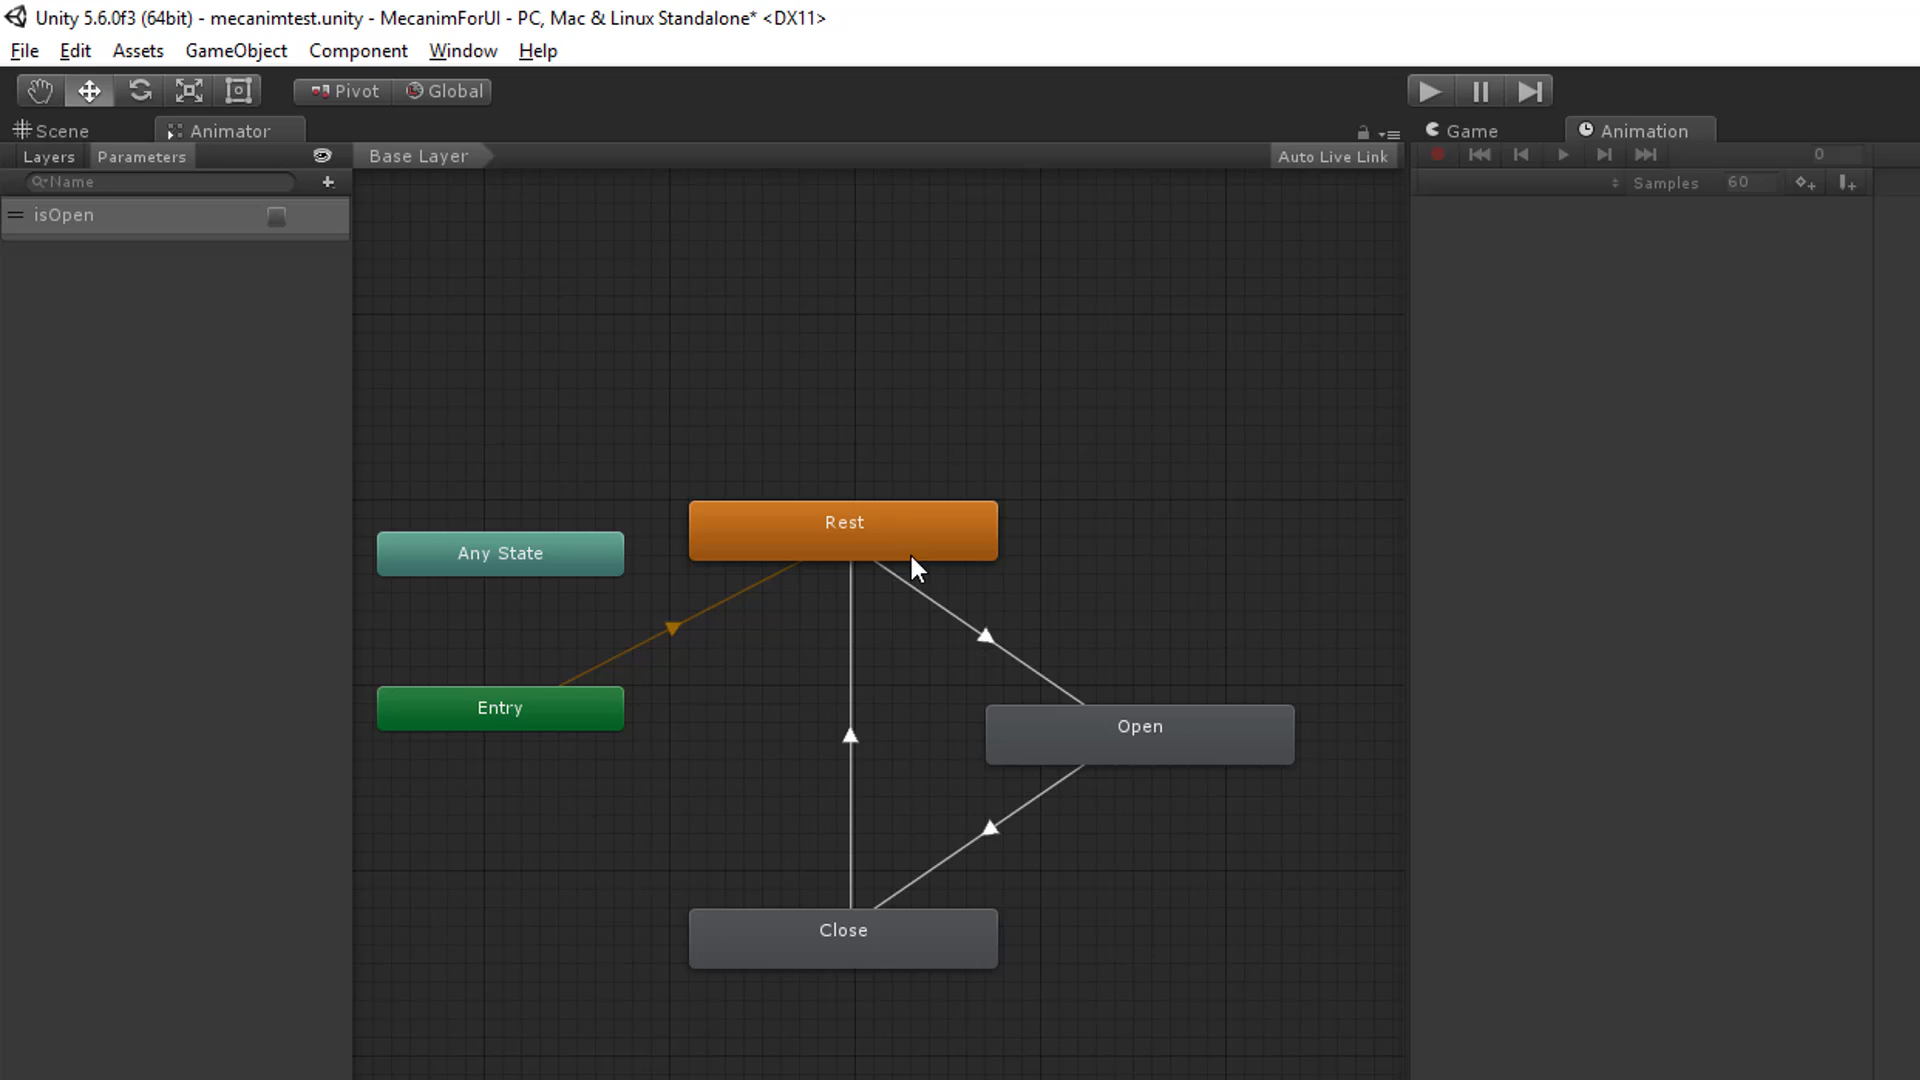 Unity 5.6.0f3 (64bit) - mecanimtest.unity - MecanimForUI - PC, Mac & Linux Standalone* <DX11>
File Edit Assets GameObject Component Window Help
Pivot Global
Scene Animator Game Animation
Layers Parameters Base Layer Auto Live Link 0
Name Samples 60
isOpen
Rest
Any State
Entry
Open
Close